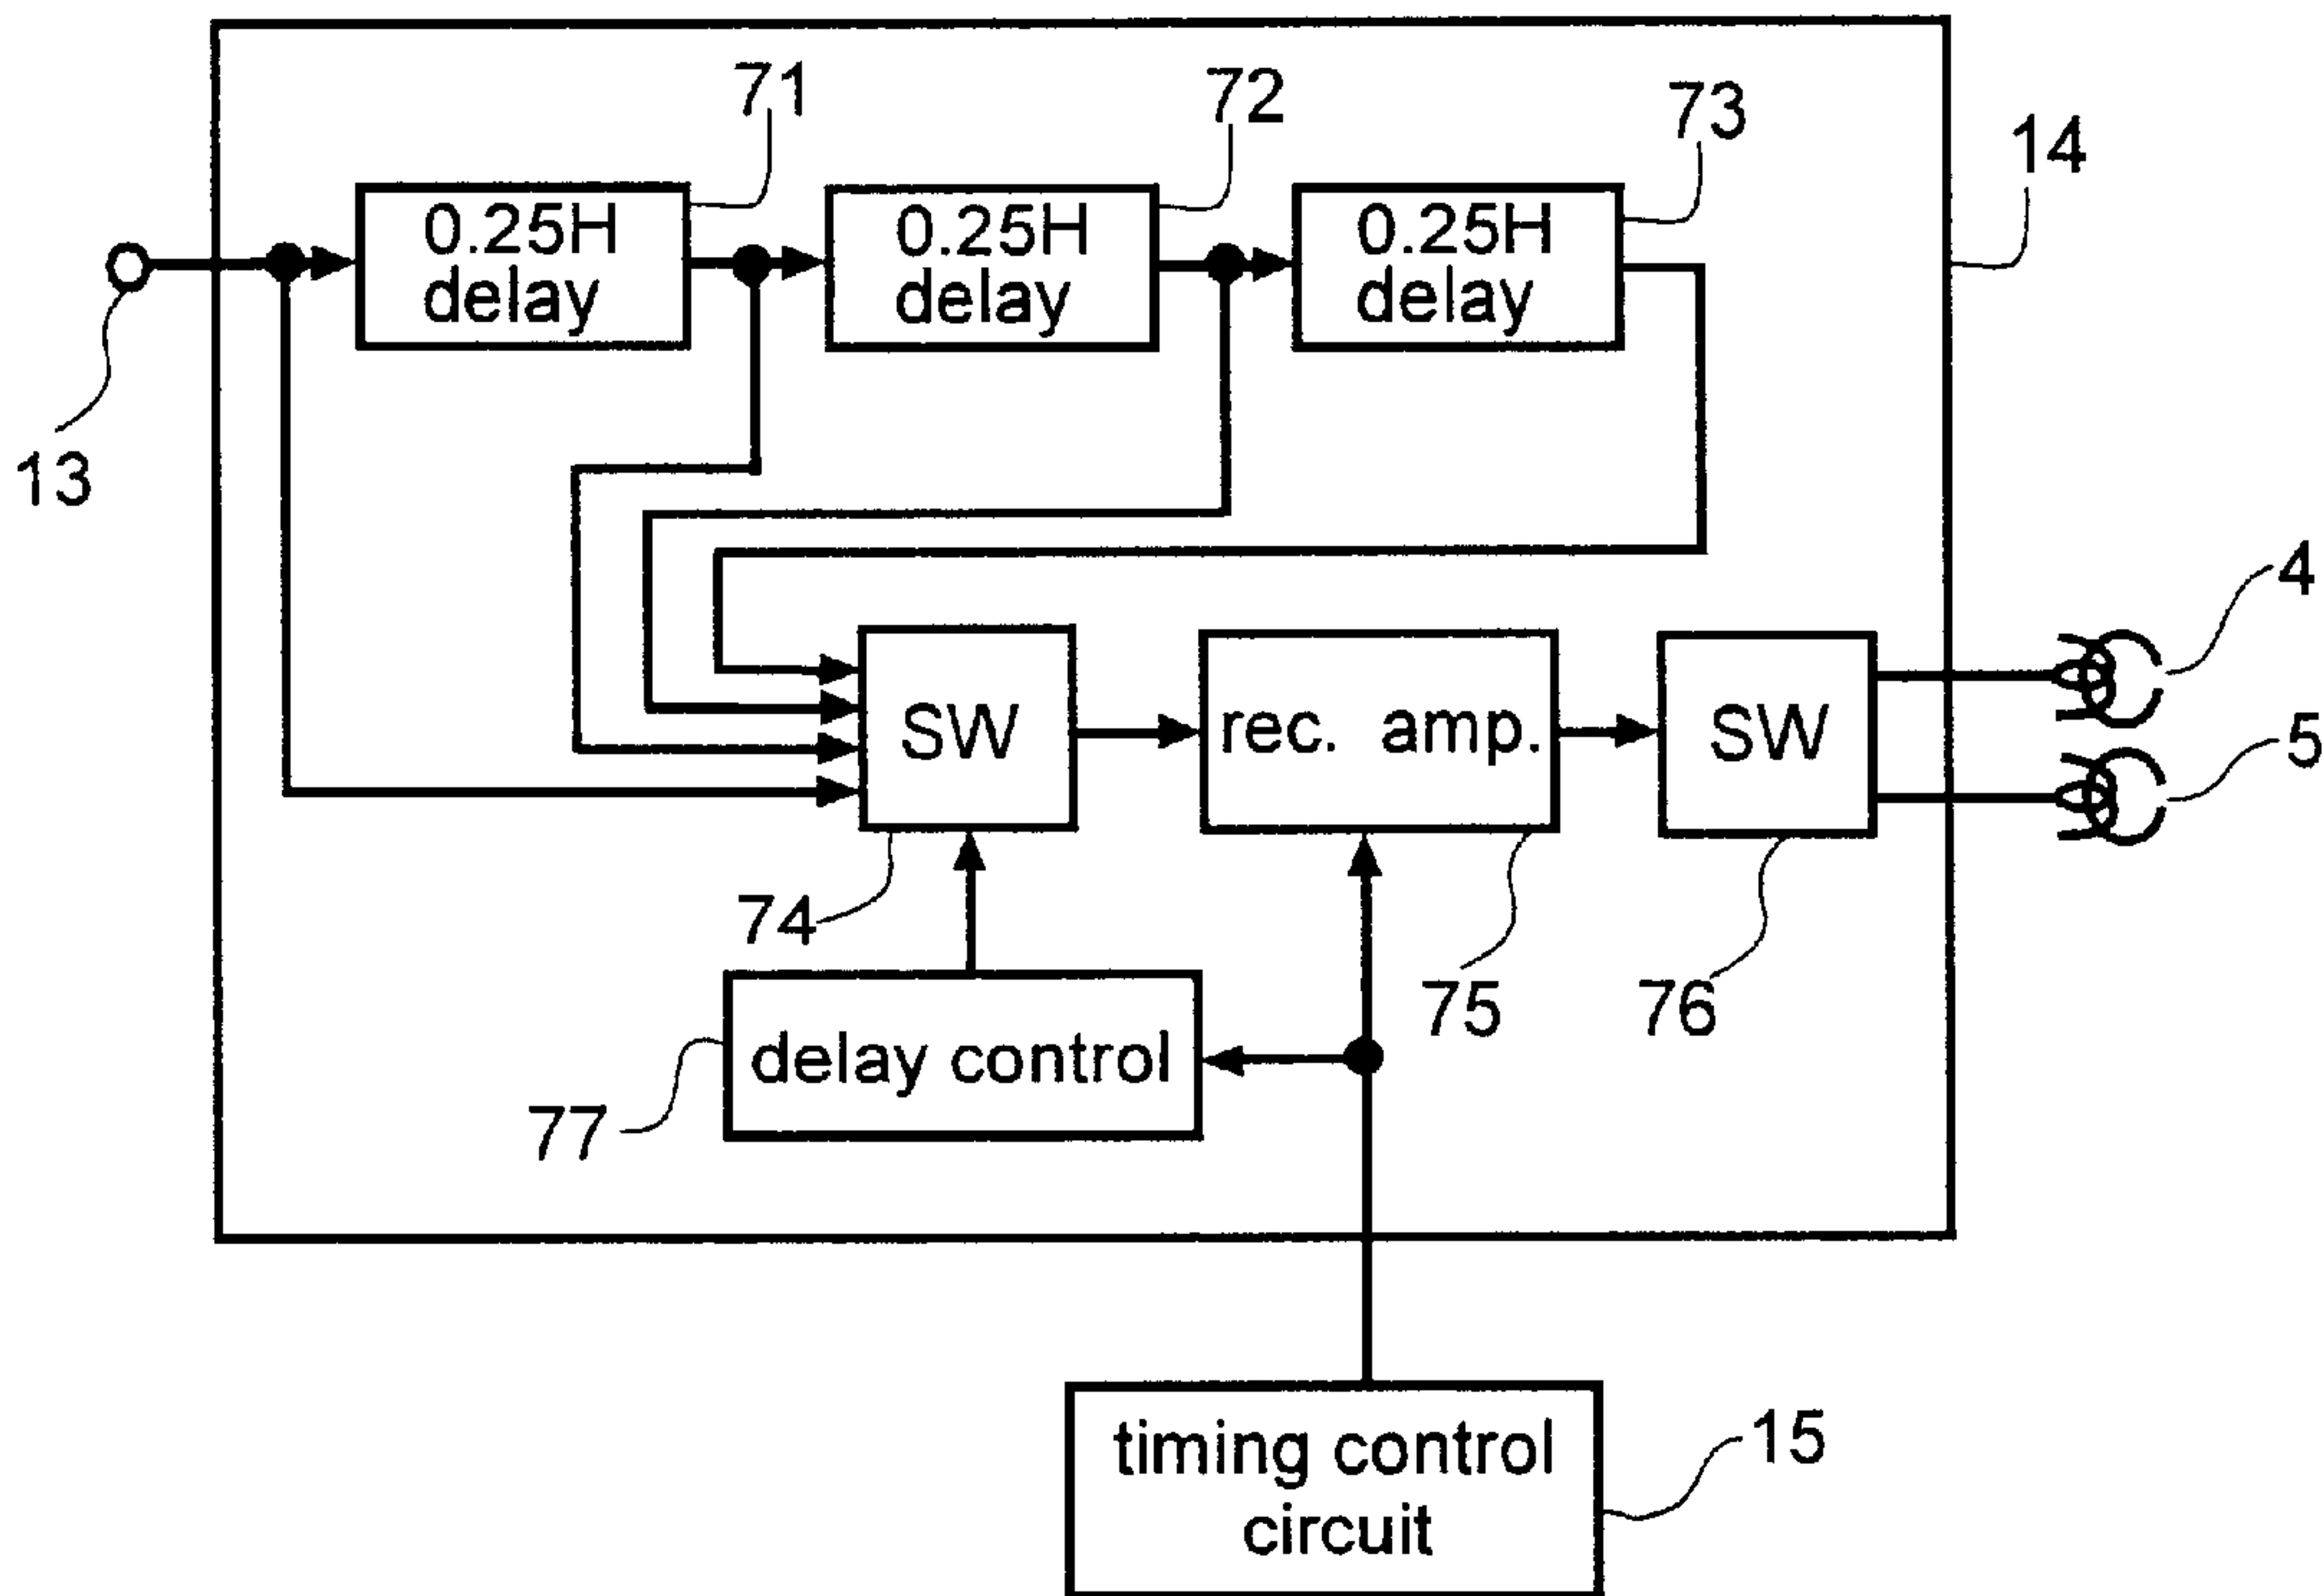 71
72
73
14
0.25H
delay
0.25H
delay
0.25H
delay
13
4
5
SW
rec. amp.
SW
74
75
76
delay control
77
timing control
circuit
15